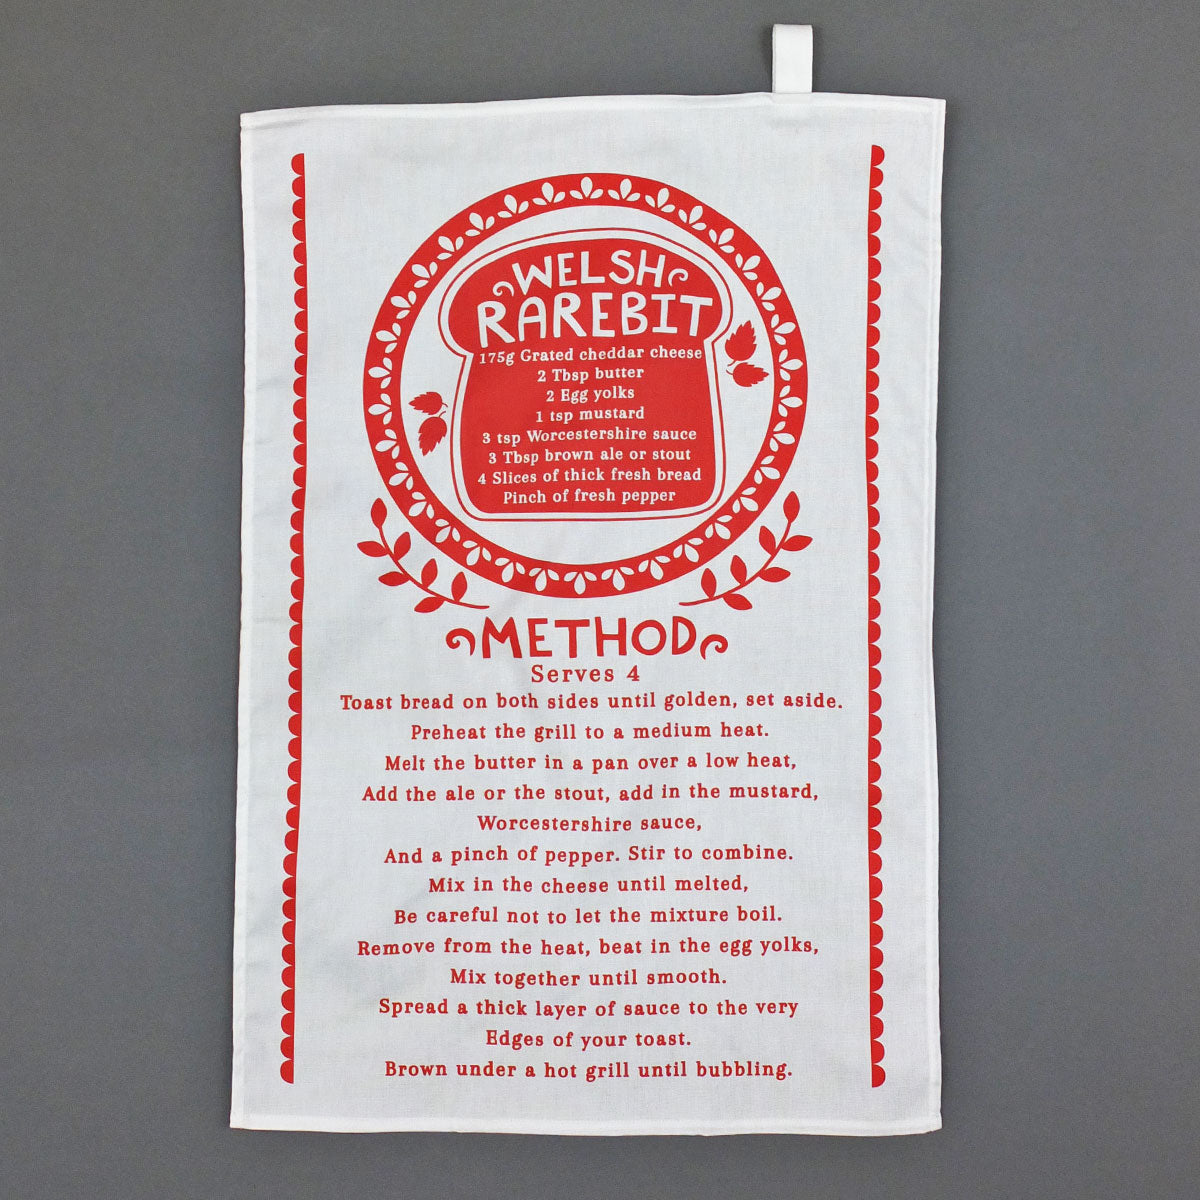 WELSH
RAREBIT
175g Grated cheddar cheese
2 Tbsp butter
2 Egg yolks
1 tsp mustard
3 tsp Worcestershire sauce
3 Tbsp brown ale or stout
4 Slices of thick fresh bread
Pinch of fresh pepper
METHOD
Serves 4
Toast bread on both sides until golden, set aside.
Preheat the grill to a medium heat.
Melt the butter in a pan over a low heat,
Add the ale or the stout, add in the mustard,
Worcestershire sauce,
And a pinch of pepper. Stir to combine.
Mix in the cheese until melted,
Be careful not to let the mixture boil.
Remove from the heat, beat in the egg yolks,
Mix together until smooth.
Spread a thick layer of sauce to the very
Edges of your toast.
Brown under a hot grill until bubbling.